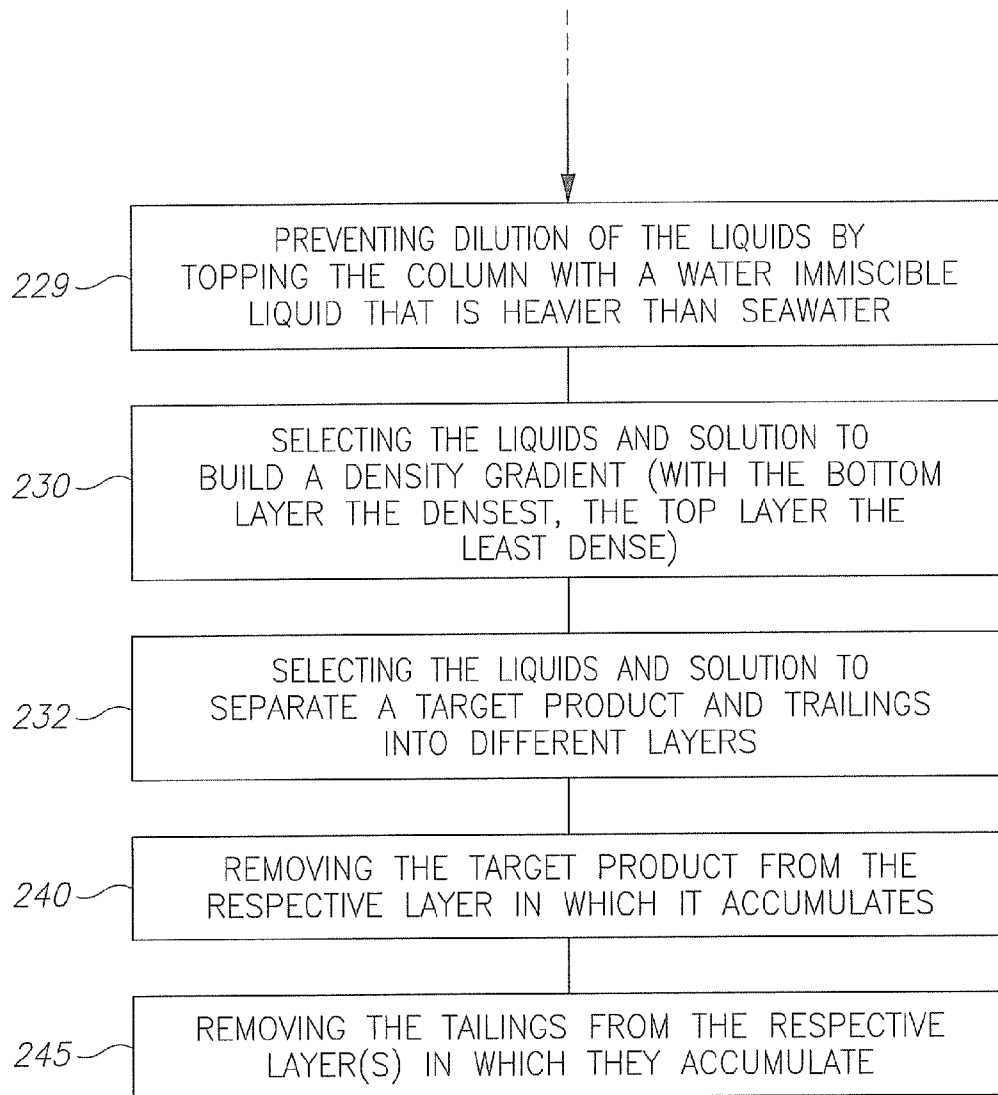 PREVENTING DILUTION OF THE LIQUIDS BY
229 TOPPING THE COLUMN WITH A WATER IMMISCIBLE
LIQUID THAT IS HEAVIER THAN SEAWATER
SELECTING THE LIQUIDS AND SOLUTION TO
230 BUILD A DENSITY GRADIENT (WITH THE BOTTOM
LAYER THE DENSEST, THE TOP LAYER THE
LEAST DENSE)
SELECTING THE LIQUIDS AND SOLUTION TO
232 SEPARATE A TARGET PRODUCT AND TRAILINGS
INTO DIFFERENT LAYERS
240 REMOVING THE TARGET PRODUCT FROM THE
RESPECTIVE LAYER IN WHICH IT ACCUMULATES
245 REMOVING THE TAILINGS FROM THE RESPECTIVE
LAYER(S) IN WHICH THEY ACCUMULATE